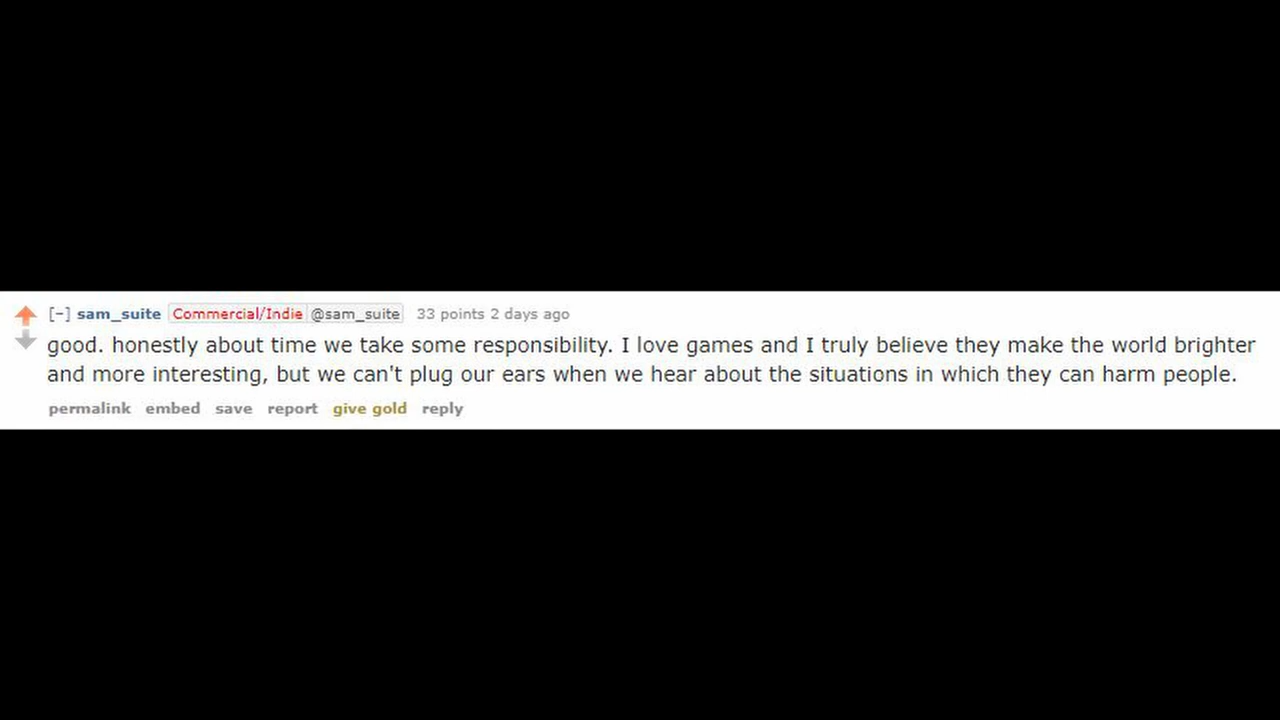 [-] sam_suite Commercial/Indie @sam_suite 33 points 2 days ago
good. honestly about time we take some responsibility. I love games and I truly believe they make the world brighter
and more interesting, but we can't plug our ears when we hear about the situations in which they can harm people.
permalink embed save report give gold reply